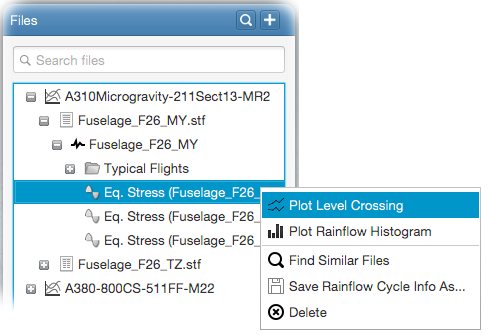 Files
Search files
A310Microgravity-211Sect13-MR2
Fuselage_F26_MY.stf
Fuselage_F26_MY
Typical Flights
Eq. Stress (Fuselage_F26_
Plot Level Crossing
Eq. Stress (Fuselage_F26_
Plot Rainflow Histogram
Eq. Stress (Fuselage_F26_
Fuselage_F26_TZ.stf
Find Similar Files
A380-800CS-511FF-M22
Save Rainflow Cycle Info As...
Delete